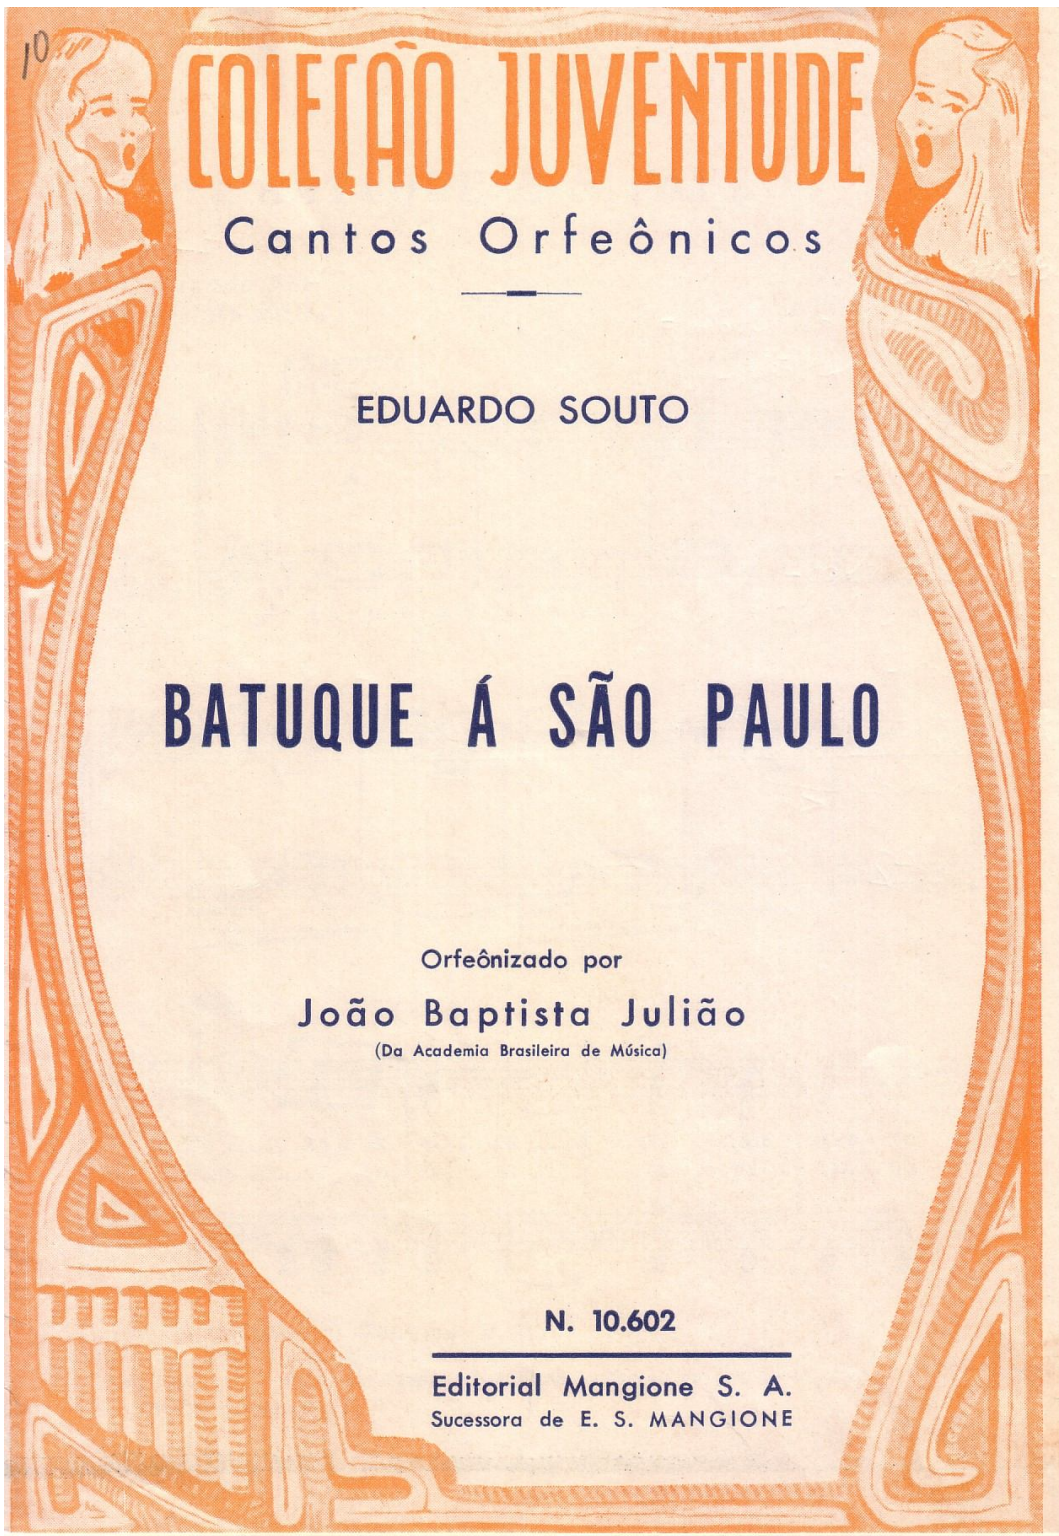 10
COLEÇÃO JUVENTUDE
Cantos Orfeônicos
EDUARDO SOUTO
BATUQUE Á SÃO PAULO
Orfeônizado por
João Baptista Julião
(Da Academia Brasileira de Música)
N. 10.602
Editorial Mangione S. A.
Sucessora de E. S. MANGIONE